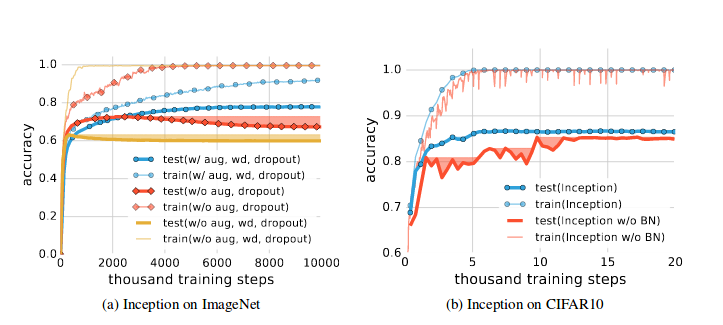 1.0
0.8
0.6
0.4
0.2
0.0
accuracy
test(w/ aug, wd, dropout)
train(w/ aug, wd, dropout)
test(w/o aug, dropout)
train(w/o aug, dropout)
test(w/o aug, wd, dropout)
train(w/o aug, wd, dropout)
0 2000 4000 6000 8000 10000
thousand training steps
(a) Inception on ImageNet
1.0
0.9
0.8
0.7
0.6
accuracy
test(Inception)
train(Inception)
test(Inception w/o BN)
train(Inception w/o BN)
0 5 10 15 20
thousand training steps
(b) Inception on CIFAR10